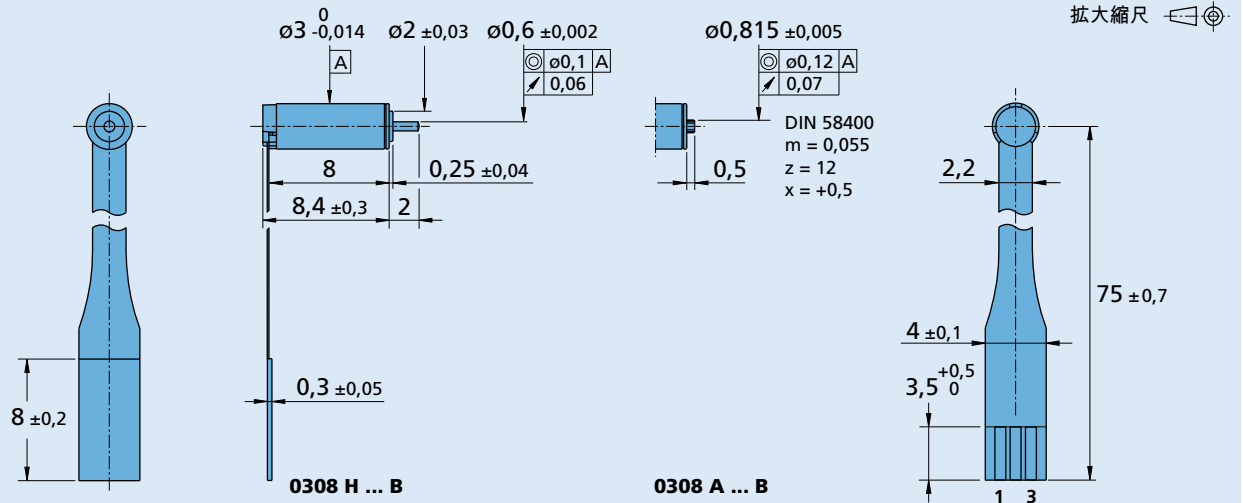 拡大縮尺
ø3 0 -0,014
ø2 ±0,03
ø0,6 ±0,002
ø0,815 ±0,005
A
◎ ø0,1 A
↗ 0,06
◎ ø0,12 A
↗ 0,07
DIN 58400
m = 0,055
z = 12
x = +0,5
8
0,25 ±0,04
8,4 ±0,3
2
0,5
2,2
75 ±0,7
4 ±0,1
3,5 +0,5 0
0,3 ±0,05
8 ±0,2
0308 H ... B
0308 A ... B
1 3